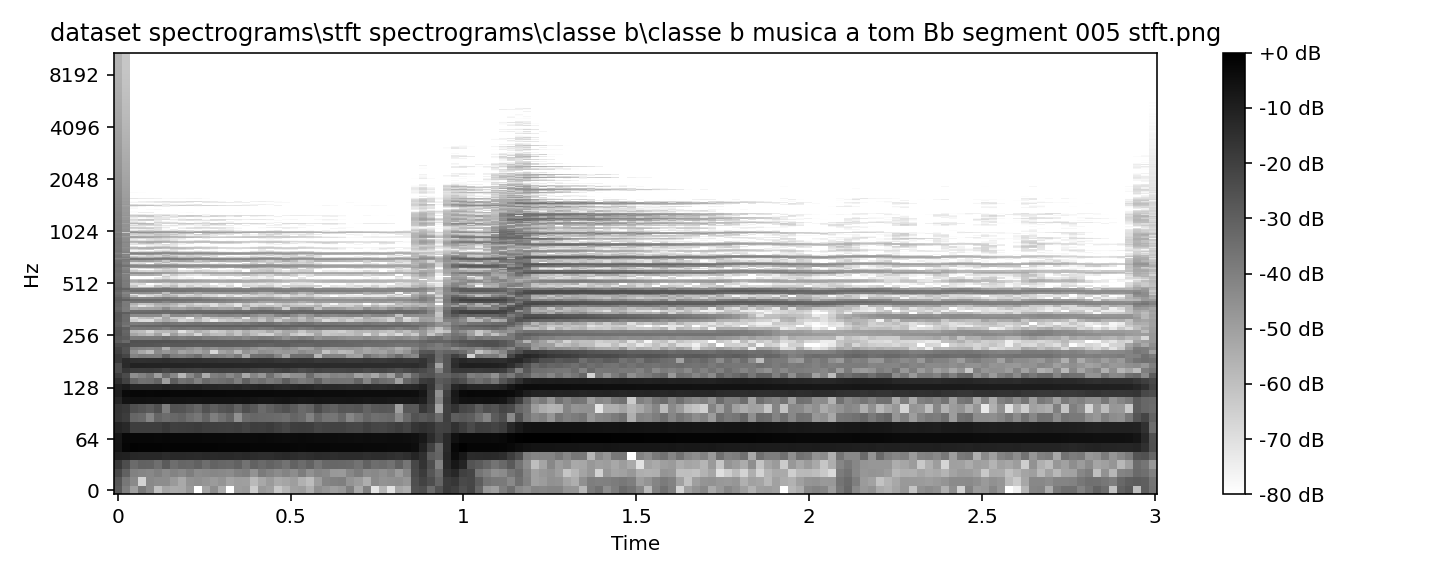 dataset spectrograms\stft spectrograms\classe b\classe b musica a tom Bb segment 005 stft.png
8192
4096
2048
1024
512
256
128
64
0
Hz
0
0.5
1
1.5
2
2.5
3
Time
+0 dB
-10 dB
-20 dB
-30 dB
-40 dB
-50 dB
-60 dB
-70 dB
-80 dB